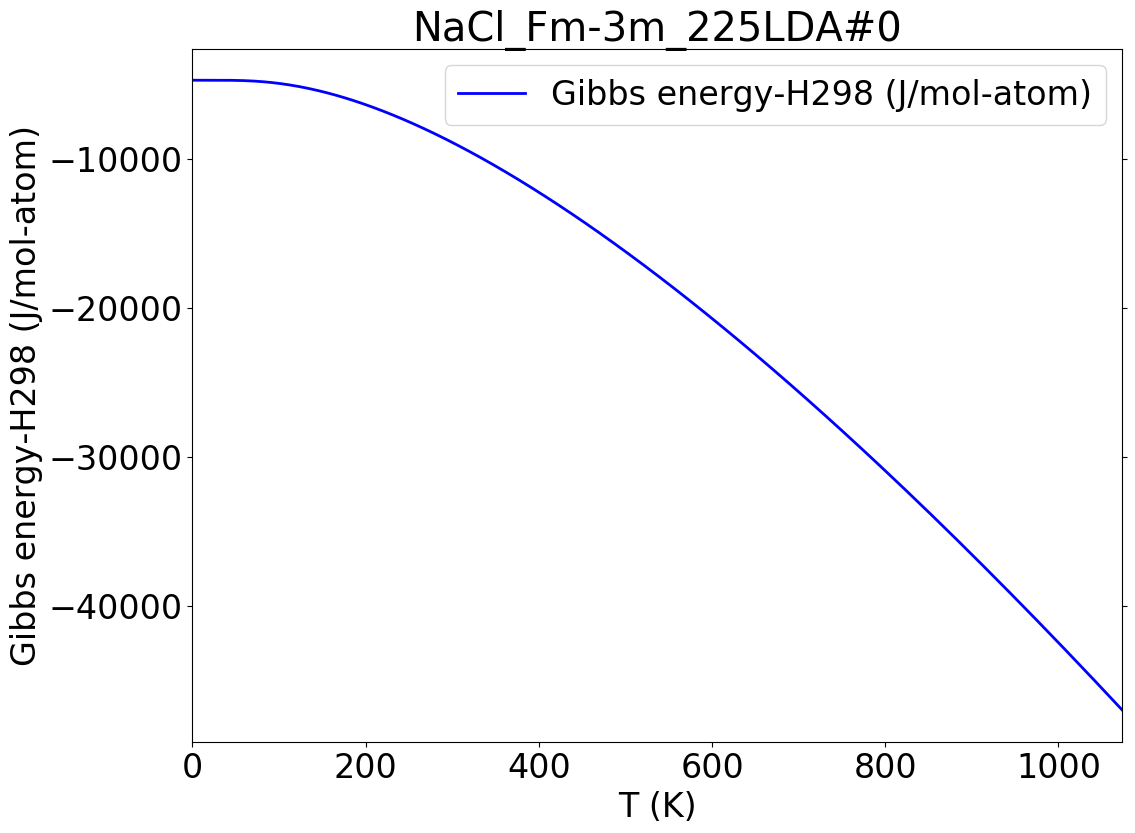 NaCl_Fm-3m_225LDA#0
Gibbs energy-H298 (J/mol-atom)
Gibbs energy-H298 (J/mol-atom)
−10000
−20000
−30000
−40000
0 200 400 600 800 1000
T (K)